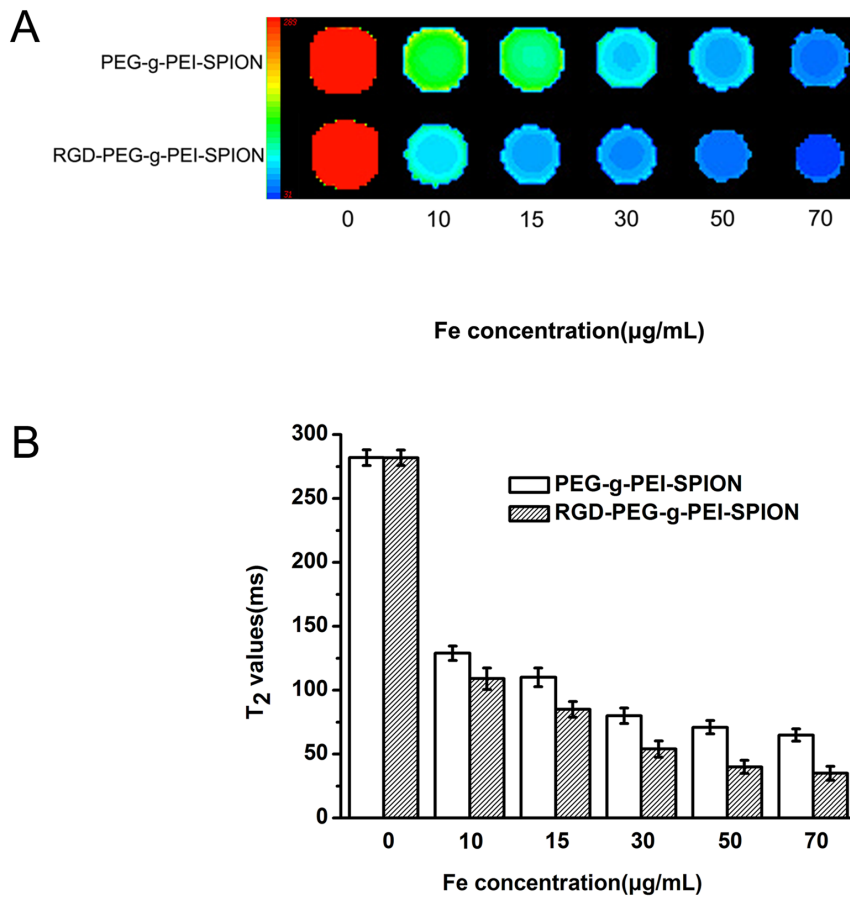 A
289
PEG-g-PEI-SPION
RGD-PEG-g-PEI-SPION
31
0 10 15 30 50 70
Fe concentration(µg/mL)
B
300
250
200
150
100
50
0
T2 values(ms)
PEG-g-PEI-SPION
RGD-PEG-g-PEI-SPION
0 10 15 30 50 70
Fe concentration(µg/mL)